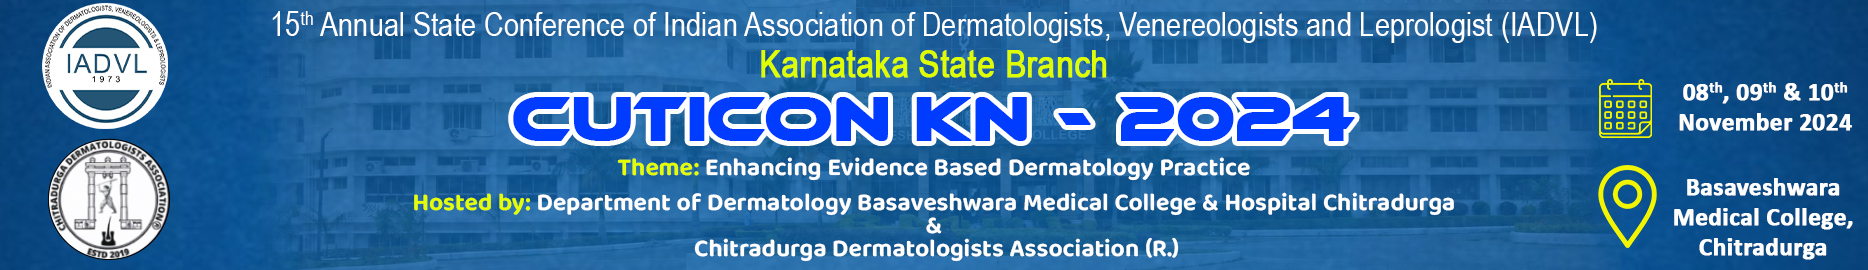 INDIAN ASSOCIATION OF DERMATOLOGISTS, VENEREOLOGISTS & LEPROLOGISTS
IADVL
1973
CHITRADURGA DERMATOLOGISTS ASSOCIATION
ESTD 2019
15th Annual State Conference of Indian Association of Dermatologists, Venereologists and Leprologist (IADVL)
Karnataka State Branch
CUTICON KN - 2024
Theme: Enhancing Evidence Based Dermatology Practice
Hosted by: Department of Dermatology Basaveshwara Medical College & Hospital Chitradurga
&
Chitradurga Dermatologists Association (R.)
08th, 09th & 10th
November 2024
Basaveshwara
Medical College,
Chitradurga